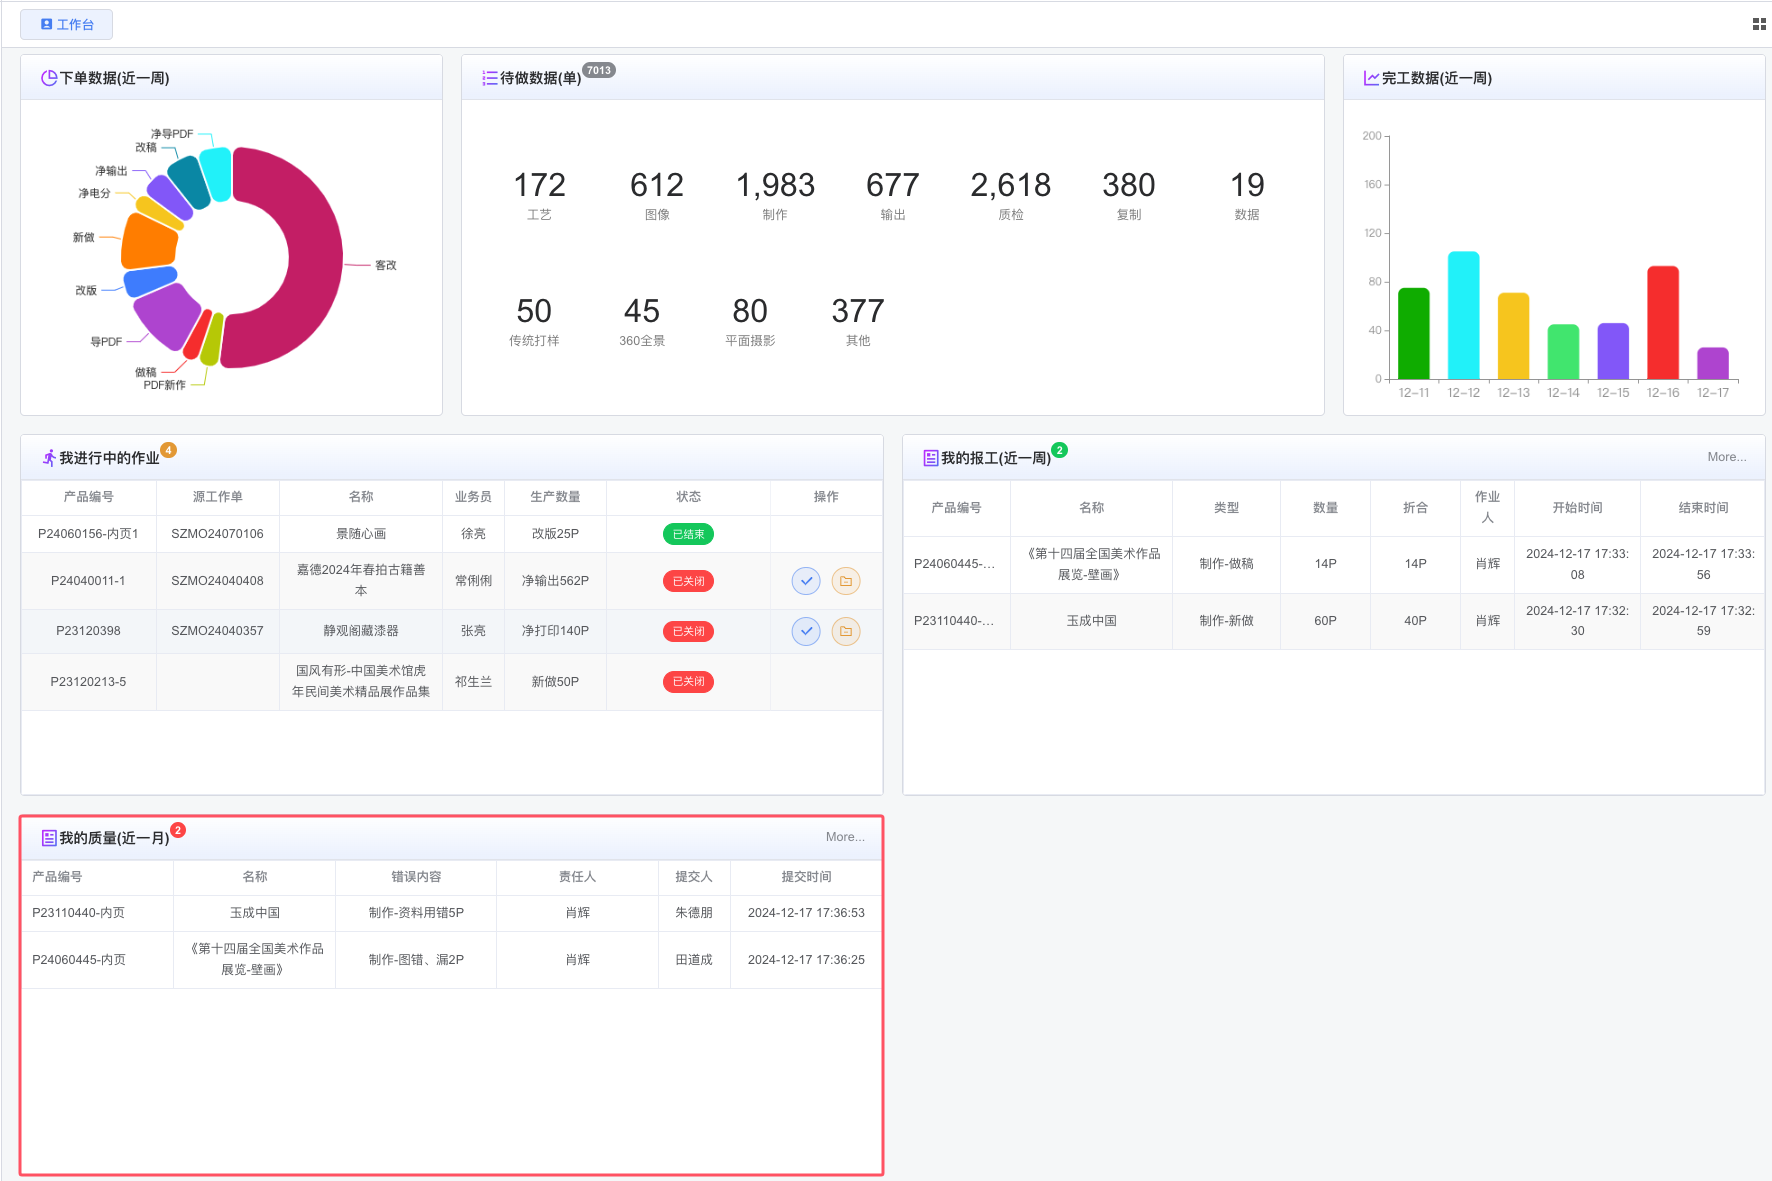 工作台
下单数据(近一周)
净导PDF
改稿
净输出
净电分
新做
改版
导PDF
做稿
PDF新作
客改
待做数据(单) 7013
172 612 1,983 677 2,618 380 19
工艺 图像 制作 输出 质检 复制 数据
50 45 80 377
传统打样 360全景 平面摄影 其他
完工数据(近一周)
200
160
120
80
40
0
12-11 12-12 12-13 12-14 12-15 12-16 12-17
我进行中的作业 4
产品编号 源工作单 名称 业务员 生产数量 状态 操作
P24060156-内页1 SZMO24070106 景随心画 徐亮 改版25P 已结束
P24040011-1 SZMO24040408 嘉德2024年春拍古籍善
本 常俐俐 净输出562P 已关闭
P23120398 SZMO24040357 静观阁藏漆器 张亮 净打印140P 已关闭
P23120213-5 国风有形-中国美术馆虎
年民间美术精品展作品集 祁生兰 新做50P 已关闭
我的报工(近一周) 2
More...
产品编号 名称 类型 数量 折合 作业
人 开始时间 结束时间
P24060445-... 《第十四届全国美术作品
展览-壁画》 制作-做稿 14P 14P 肖辉 2024-12-17 17:33:
08 2024-12-17 17:33:
56
P23110440-... 玉成中国 制作-新做 60P 40P 肖辉 2024-12-17 17:32:
30 2024-12-17 17:32:
59
我的质量(近一月) 2
More...
产品编号 名称 错误内容 责任人 提交人 提交时间
P23110440-内页 玉成中国 制作-资料用错5P 肖辉 朱德朋 2024-12-17 17:36:53
P24060445-内页 《第十四届全国美术作品
展览-壁画》 制作-图错、漏2P 肖辉 田道成 2024-12-17 17:36:25